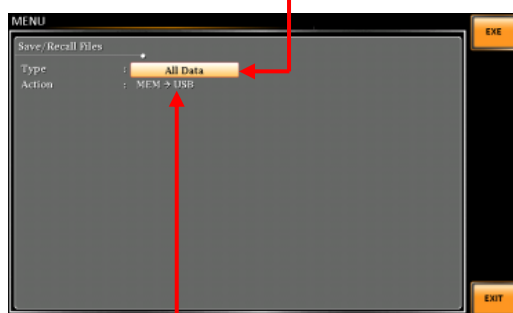 MENU
EXE
Save/Recall Files
Type : All Data
Action : MEM → USB
EXIT